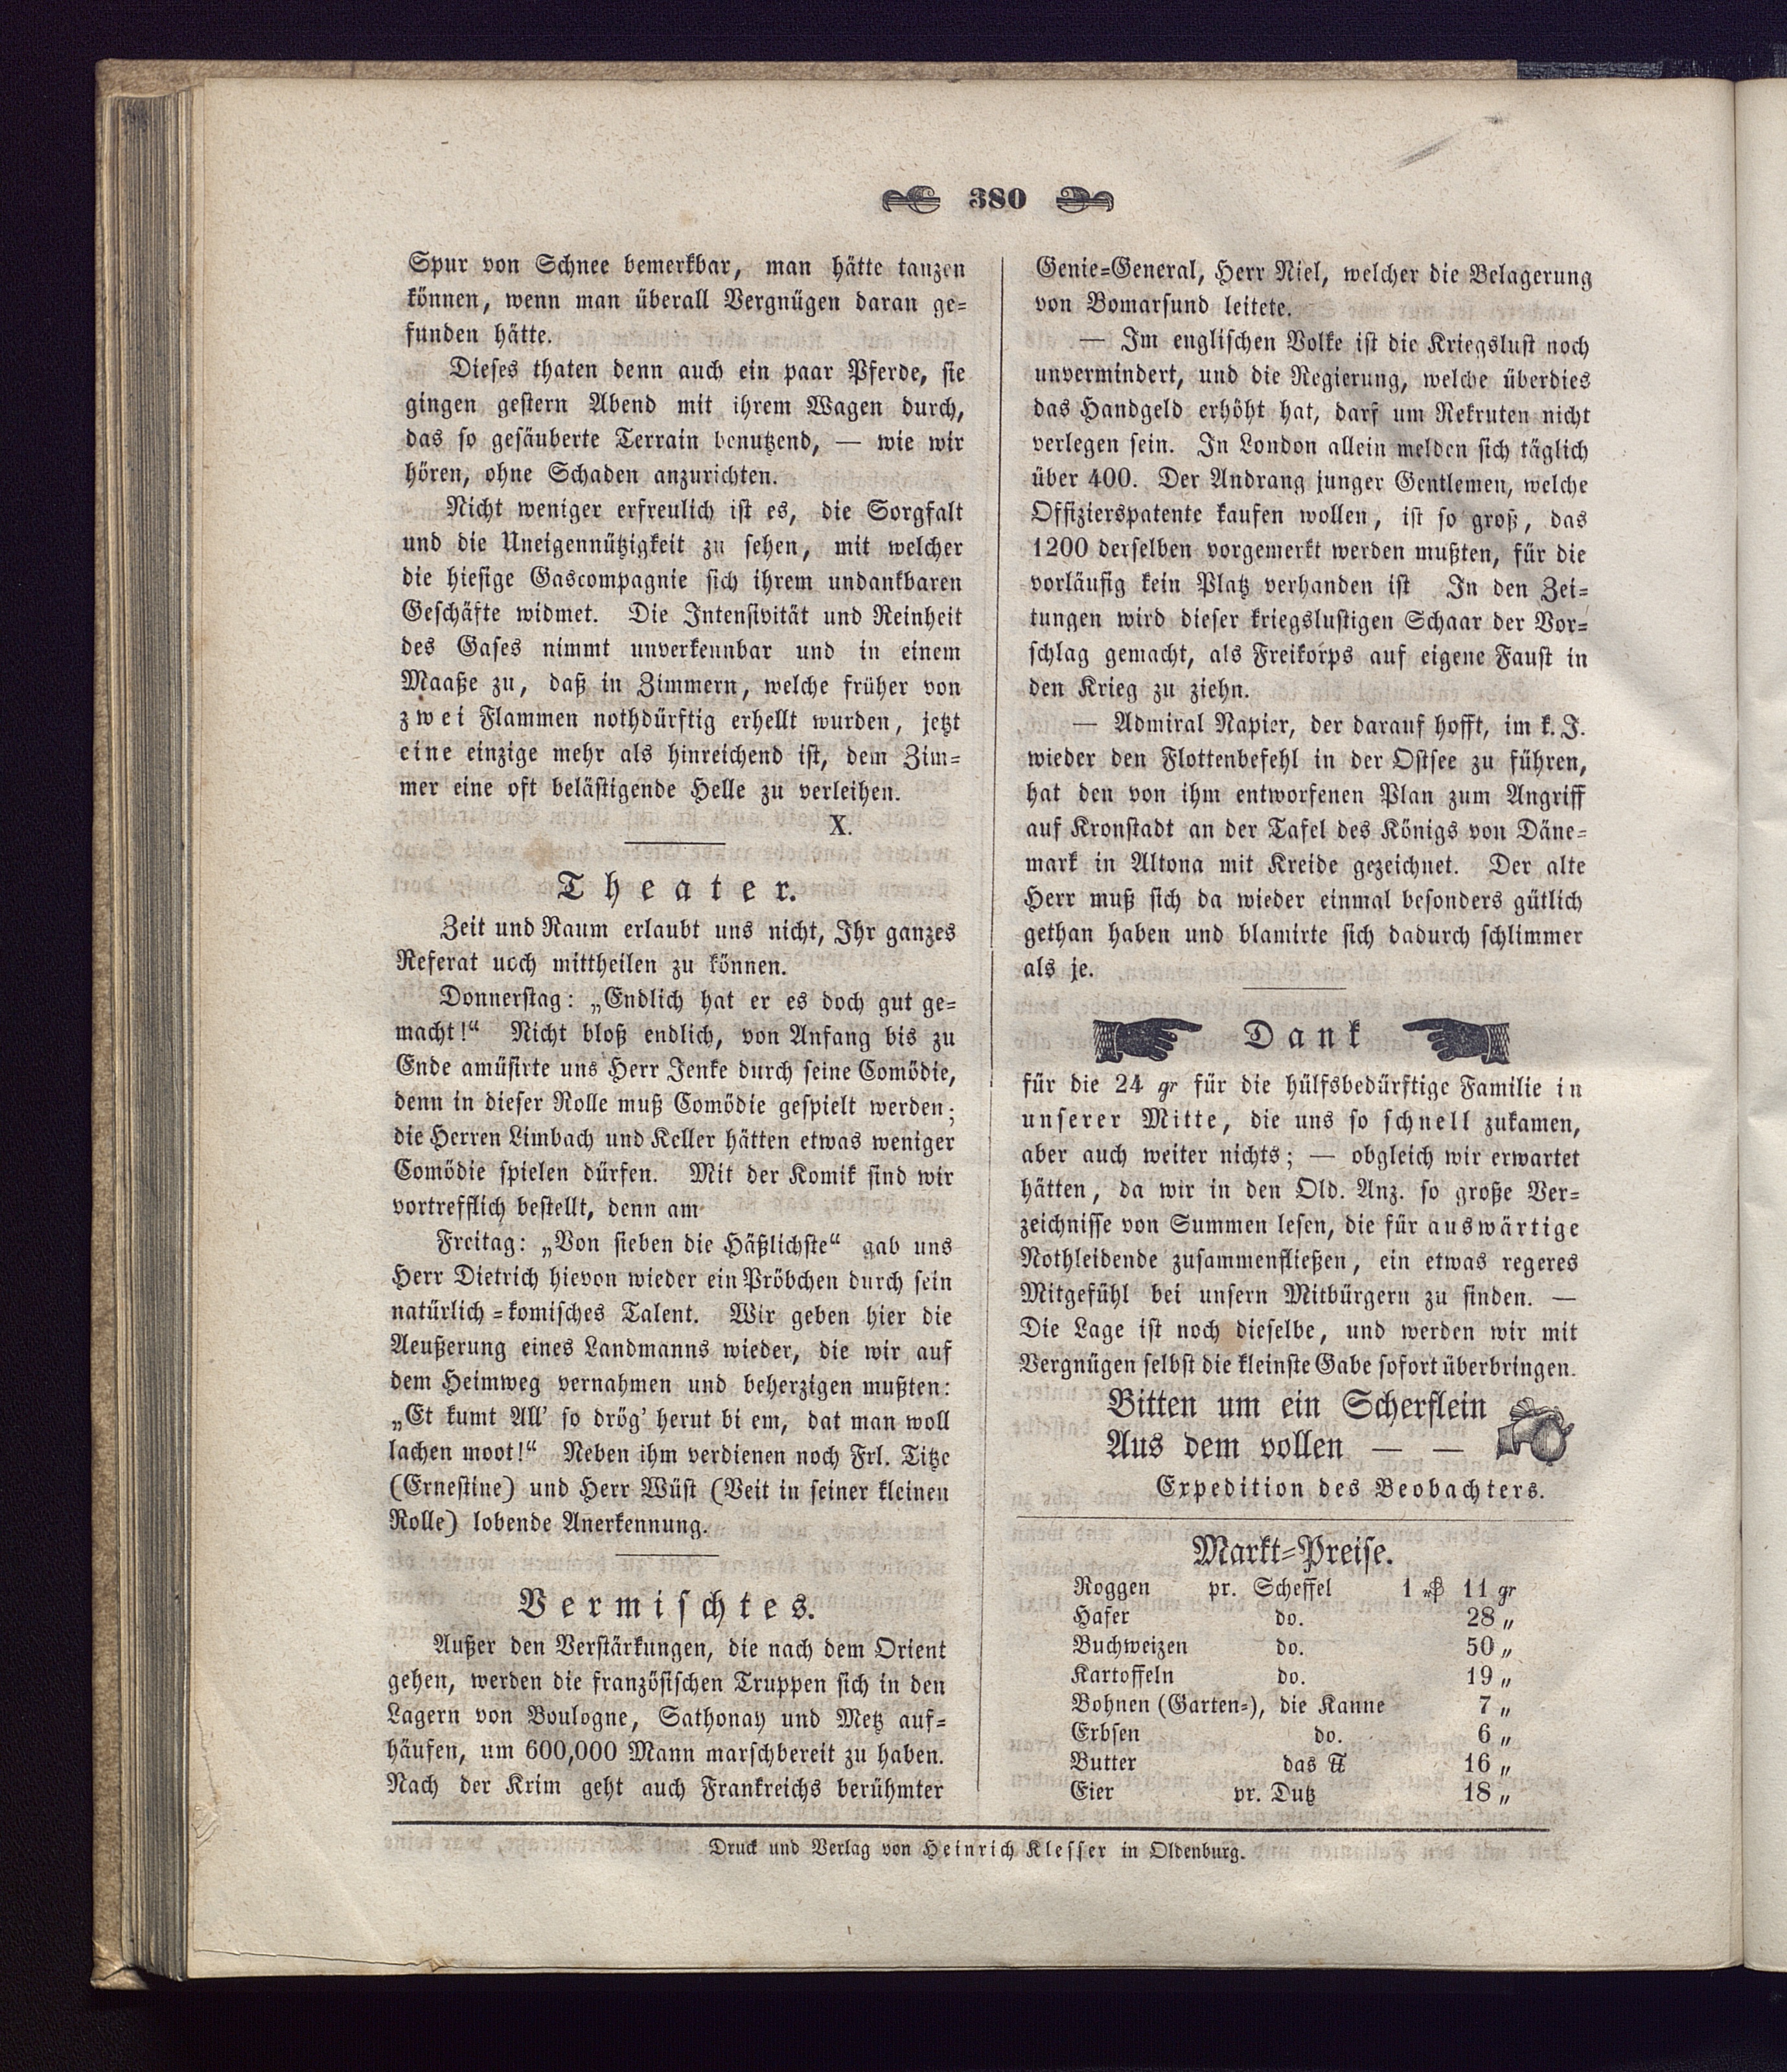 380
Spur von Schnee bemerkbar, man hätte tanzen
können, wenn man überall Vergnügen daran ge=
funden hätte.
Dieses thaten denn auch ein paar Pferde, sie
gingen gestern Abend mit ihrem Wagen durch,
das so gesäuberte Terrain benutzend, — wie wir
hören, ohne Schaden anzurichten.
Nicht weniger erfreulich ist es, die Sorgfalt
und die Uneigennützigkeit zu sehen, mit welcher
die hiesige Gascompagnie sich ihrem undankbaren
Geschäfte widmet. Die Intensivität und Reinheit
des Gases nimmt unverkennbar und in einem
Maaße zu, daß in Zimmern, welche früher von
zwei Flammen nothdürftig erhellt wurden, jetzt
eine einzige mehr als hinreichend ist, dem Zim=
mer eine oft belästigende Helle zu verleihen.
X.
Theater.
Zeit und Raum erlaubt uns nicht, Ihr ganzes
Referat uoch mittheilen zu können.
Donnerstag: „Endlich hat er es doch gut ge=
macht!“ Nicht bloß endlich, von Anfang bis zu
Ende amüsirte uns Herr Jenke durch seine Comödie,
denn in dieser Rolle muß Comödie gespielt werden;
die Herren Limbach und Keller hätten etwas weniger
Comödie spielen dürfen. Mit der Komik sind wir
vortrefflich bestellt, denn am
Freitag: „Von sieben die Häßlichste“ gab uns
Herr Dietrich hievon wieder ein Pröbchen durch sein
natürlich=komisches Talent. Wir geben hier die
Aeußerung eines Landmanns wieder, die wir auf
dem Heimweg vernahmen und beherzigen mußten:
„Et kumt All' so drög' herut bi em, dat man woll
lachen moot!“ Neben ihm verdienen noch Frl. Titze
(Ernestine) und Herr Wüst (Veit in seiner kleinen
Rolle) lobende Anerkennung.
Vermischtes.
Außer den Verstärkungen, die nach dem Orient
gehen, werden die französischen Truppen sich in den
Lagern von Boulogne, Sathonay und Metz auf=
häufen, um 600,000 Mann marschbereit zu haben.
Nach der Krim geht auch Frankreichs berühmter
Genie=General, Herr Niel, welcher die Belagerung
von Bomarsund leitete.
— Im englischen Volke ist die Kriegslust noch
unvermindert, und die Regierung, welche überdies
das Handgeld erhöht hat, darf um Rekruten nicht
verlegen sein. In London allein melden sich täglich
über 400. Der Andrang junger Gentlemen, welche
Offizierspatente kaufen wollen, ist so groß, das
1200 derselben vorgemerkt werden mußten, für die
vorläufig kein Platz verhanden ist In den Zei=
tungen wird dieser kriegslustigen Schaar der Vor=
schlag gemacht, als Freikorps auf eigene Faust in
den Krieg zu ziehn.
— Admiral Napier, der darauf hofft, im k. J.
wieder den Flottenbefehl in der Ostsee zu führen,
hat den von ihm entworfenen Plan zum Angriff
auf Kronstadt an der Tafel des Königs von Däne=
mark in Altona mit Kreide gezeichnet. Der alte
Herr muß sich da wieder einmal besonders gütlich
gethan haben und blamirte sich dadurch schlimmer
als je.
Dank
für die 24 gr für die hülfsbedürftige Familie in
unserer Mitte, die uns so schnell zukamen,
aber auch weiter nichts; — obgleich wir erwartet
hätten, da wir in den Old. Anz. so große Ver=
zeichnisse von Summen lesen, die für auswärtige
Nothleidende zusammenfließen, ein etwas regeres
Mitgefühl bei unsern Mitbürgern zu finden. —
Die Lage ist noch dieselbe, und werden wir mit
Vergnügen selbst die kleinste Gabe sofort überbringen.
Bitten um ein Scherflein
Aus dem vollen — —
Expedition des Beobachters.
Markt=Preise.
Roggen pr. Scheffel 1 ₰ 11 gr
Hafer do. 28 „
Buchweizen do. 50 „
Kartoffeln do. 19 „
Bohnen (Garten=), die Kanne 7 „
Erbsen do. 6 „
Butter das ℔ 16 „
Eier pr. Dutz 18 „
Druck und Verlag von Heinrich Klesser in Oldenburg.